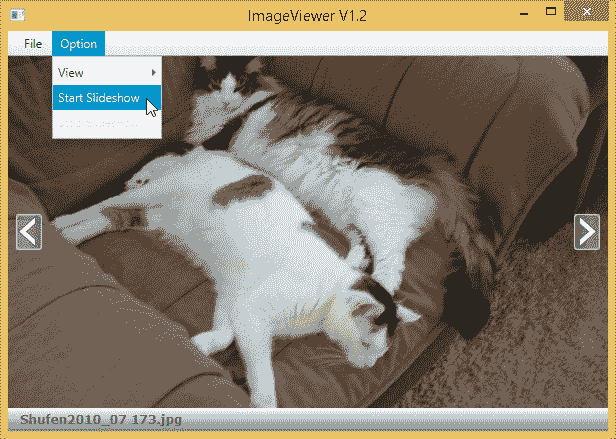 ImageViewer V1.2
File Option
View
Start Slideshow
Shufen2010_07 173.jpg